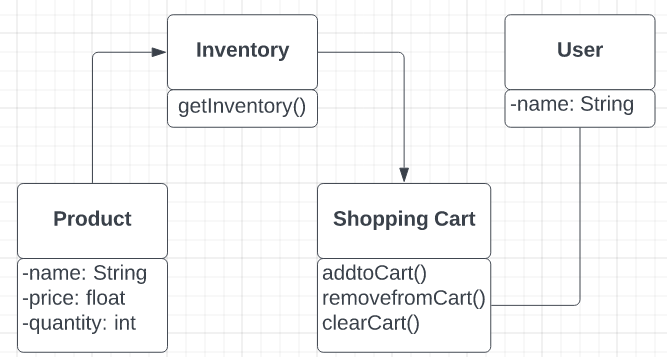 Inventory
getInventory()
User
-name: String
Product
-name: String
-price: float
-quantity: int
Shopping Cart
addtoCart()
removefromCart()
clearCart()